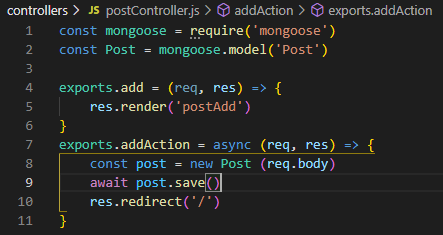 controllers > JS postController.js > addAction > exports.addAction
1 const mongoose = require('mongoose')
2 const Post = mongoose.model('Post')
3
4 exports.add = (req, res) => {
5     res.render('postAdd')
6 }
7 exports.addAction = async (req, res) => {
8     const post = new Post (req.body)
9     await post.save()
10     res.redirect('/')
11 }